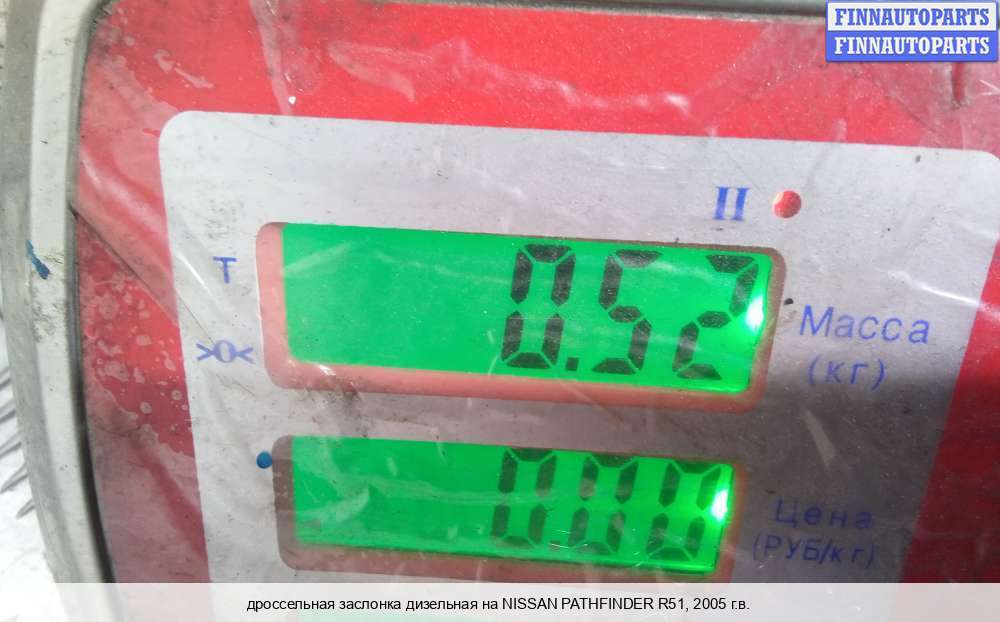 FINNAUTOPARTS
FINNAUTOPARTS
II
T
0.52
Масса
(кг)
>0<
0.00
Цена
(РУБ/кг)
дроссельная заслонка дизельная на NISSAN PATHFINDER R51, 2005 г.в.